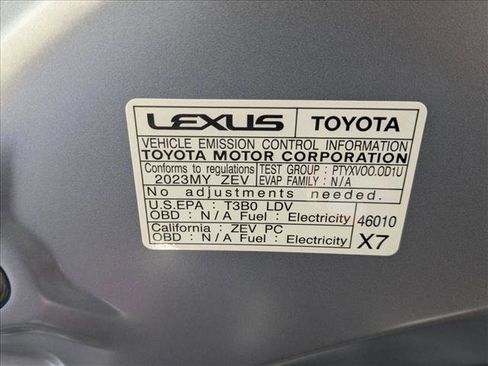 LEXUS TOYOTA
VEHICLE EMISSION CONTROL INFORMATION
TOYOTA MOTOR CORPORATION
Conforms to regulations TEST GROUP : PTYXV00.0D1U
2023MY ZEV EVAP FAMILY : N/A
No adjustments needed.
U.S.EPA : T3B0 LDV
OBD : N/A Fuel : Electricity 46010
California : ZEV PC
OBD : N/A Fuel : Electricity X7